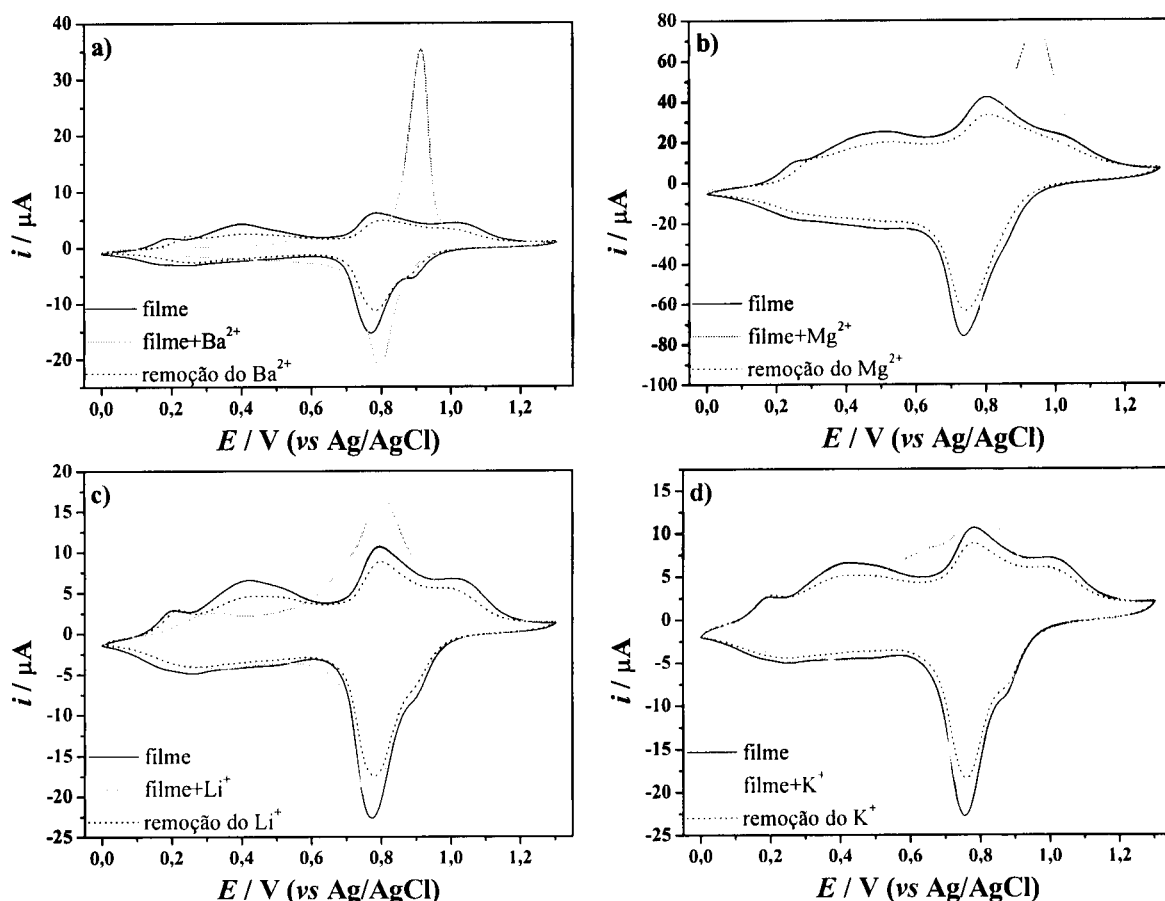 a)
40
30
20
10
0
-10
-20
i / µA
filme
filme+Ba²⁺
remoção do Ba²⁺
0,0 0,2 0,4 0,6 0,8 1,0 1,2
E / V (vs Ag/AgCl)
b)
80
60
40
20
0
-20
-40
-60
-80
-100
i / µA
filme
filme+Mg²⁺
remoção do Mg²⁺
0,0 0,2 0,4 0,6 0,8 1,0 1,2
E / V (vs Ag/AgCl)
c)
20
15
10
5
0
-5
-10
-15
-20
-25
i / µA
filme
filme+Li⁺
remoção do Li⁺
0,0 0,2 0,4 0,6 0,8 1,0 1,2
E / V (vs Ag/AgCl)
d)
15
10
5
0
-5
-10
-15
-20
-25
i / µA
filme
filme+K⁺
remoção do K⁺
0,0 0,2 0,4 0,6 0,8 1,0 1,2
E / V (vs Ag/AgCl)